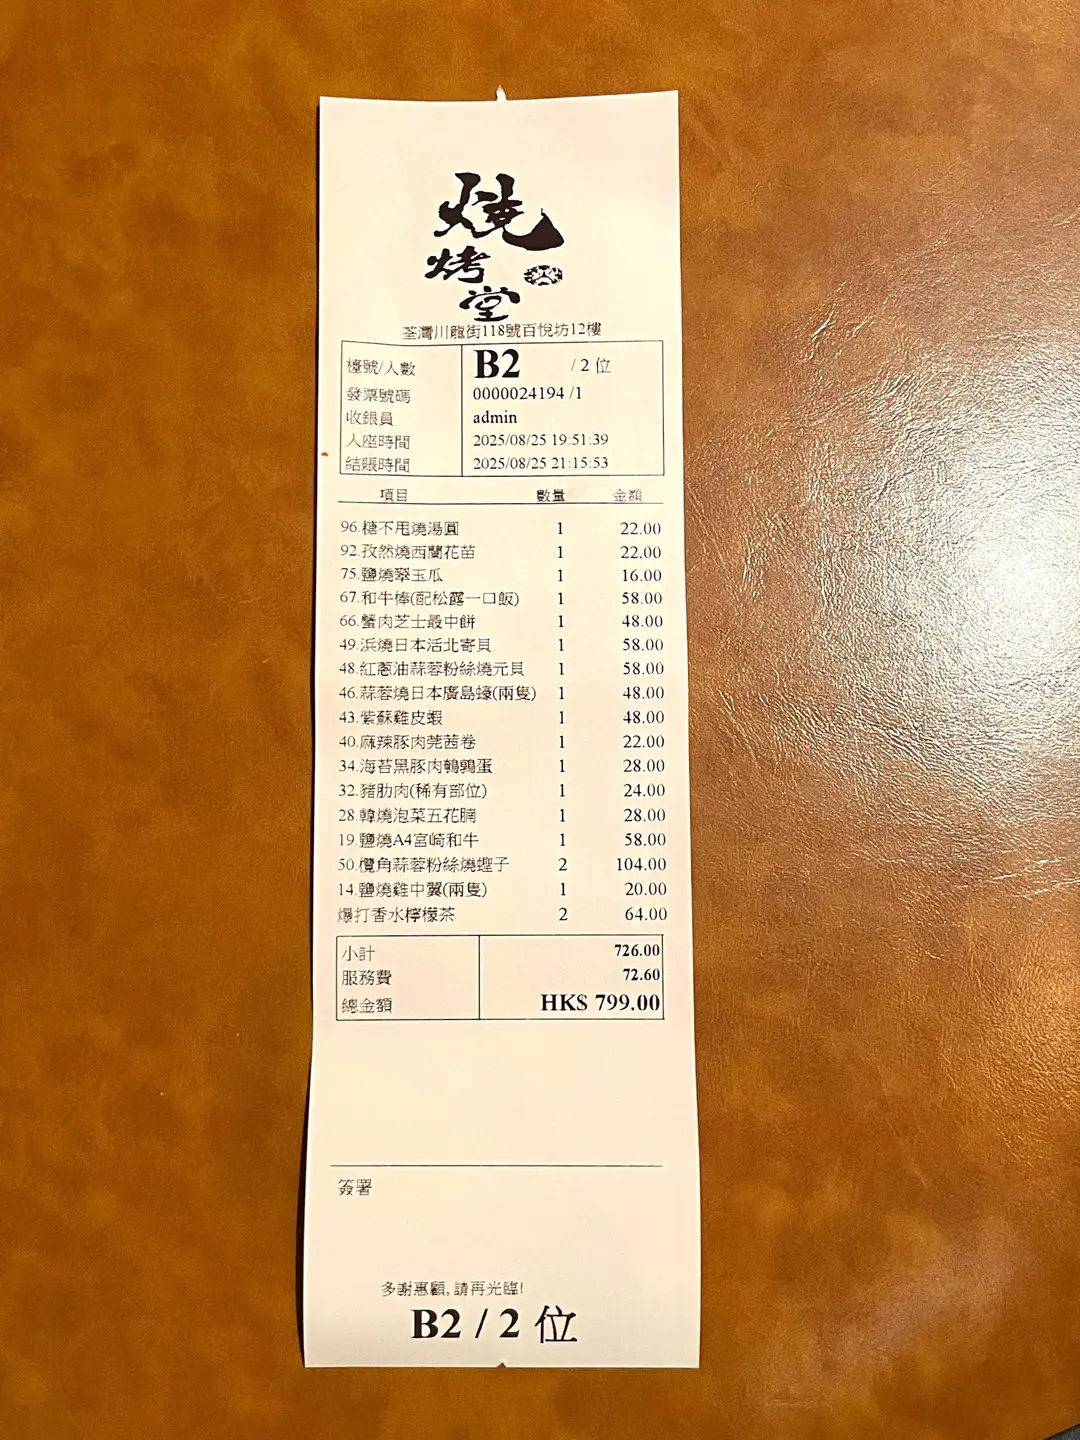 燒
烤
堂
荃灣川龍街118號百悅坊12樓
檯號/人數 B2 / 2 位
發票號碼 0000024194 /1
收銀員 admin
入座時間 2025/08/25 19:51:39
結賬時間 2025/08/25 21:15:53
項目 數量 金額
96.糖不甩燒湯圓 1 22.00
92.孜然燒西蘭花苗 1 22.00
75.鹽燒翠玉瓜 1 16.00
67.和牛棒(配松露一口飯) 1 58.00
66.蟹肉芝士最中餅 1 48.00
49.浜燒日本活北寄貝 1 58.00
48.紅蔥油蒜蓉粉絲燒元貝 1 58.00
46.蒜蓉燒日本廣島蠔(兩隻) 1 48.00
43.紫蘇雞皮蝦 1 48.00
40.麻辣豚肉芫茜卷 1 22.00
34.海苔黑豚肉鵪鶉蛋 1 28.00
32.豬肋肉(稀有部位) 1 24.00
28.韓燒泡菜五花腩 1 28.00
19.鹽燒A4宮崎和牛 1 58.00
50.欖角蒜蓉粉絲燒蟶子 2 104.00
14.鹽燒雞中翼(兩隻) 1 20.00
爆打香水檸檬茶 2 64.00
小計 726.00
服務費 72.60
總金額 HK$ 799.00
簽署
多謝惠顧, 請再光臨!
B2 / 2 位